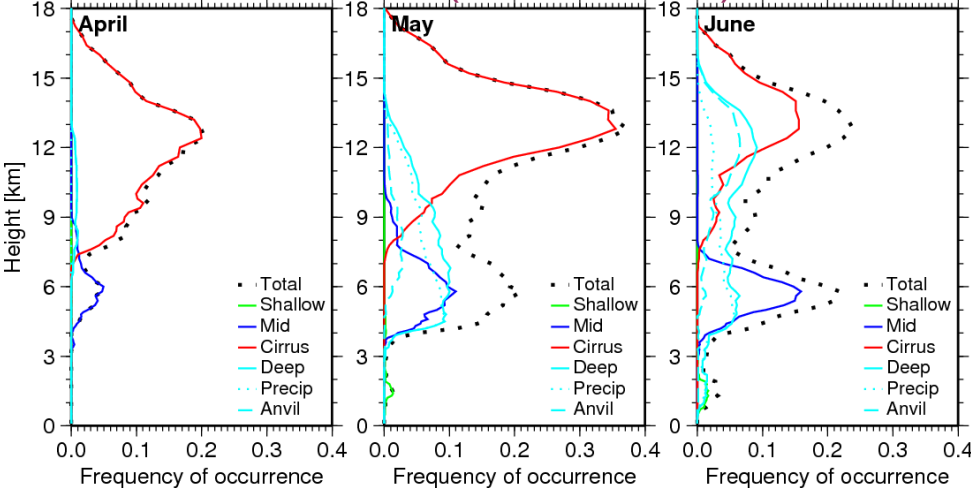 April
May
June
18
15
12
9
6
3
0
Height [km]
Total
Shallow
Mid
Cirrus
Deep
Precip
Anvil
0.0 0.1 0.2 0.3 0.4
Frequency of occurrence
18
15
12
9
6
3
0
Total
Shallow
Mid
Cirrus
Deep
Precip
Anvil
0.0 0.1 0.2 0.3 0.4
Frequency of occurrence
18
15
12
9
6
3
0
Total
Shallow
Mid
Cirrus
Deep
Precip
Anvil
0.0 0.1 0.2 0.3 0.4
Frequency of occurrence